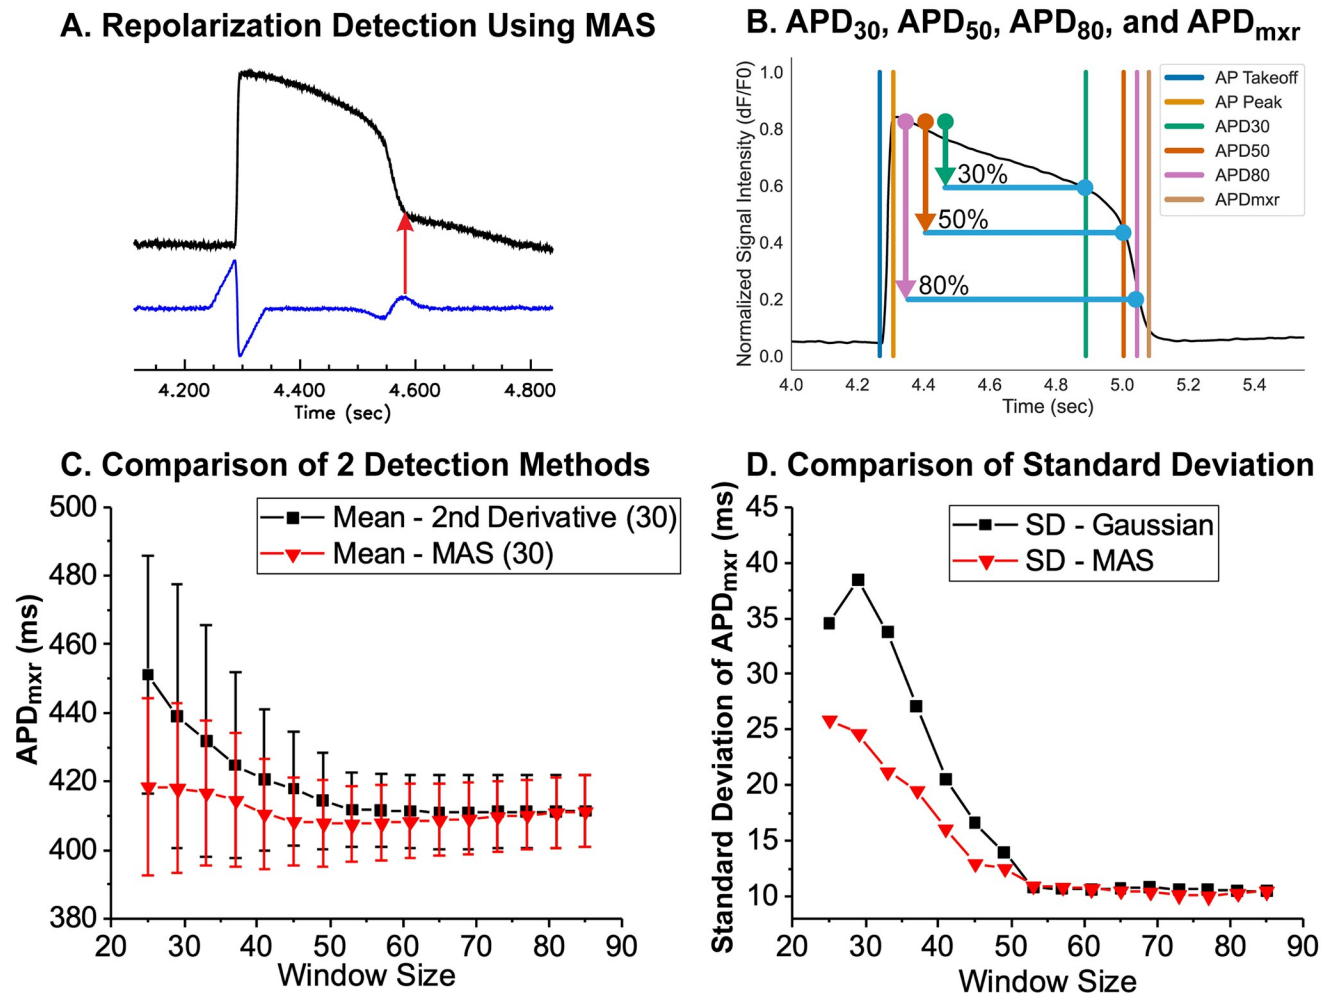 A. Repolarization Detection Using MAS
4.200 4.400 4.600 4.800
Time (sec)
B. APD30, APD50, APD80, and APDmxr
Normalized Signal Intensity (dF/F0)
1.0
0.8
0.6
0.4
0.2
0.0
30%
50%
80%
AP Takeoff
AP Peak
APD30
APD50
APD80
APDmxr
4.0 4.2 4.4 4.6 4.8 5.0 5.2 5.4
Time (sec)
C. Comparison of 2 Detection Methods
APDmxr (ms)
500
480
460
440
420
400
380
Mean - 2nd Derivative (30)
Mean - MAS (30)
20 30 40 50 60 70 80 90
Window Size
D. Comparison of Standard Deviation
Standard Deviation of APDmxr (ms)
45
40
35
30
25
20
15
10
SD - Gaussian
SD - MAS
20 30 40 50 60 70 80 90
Window Size